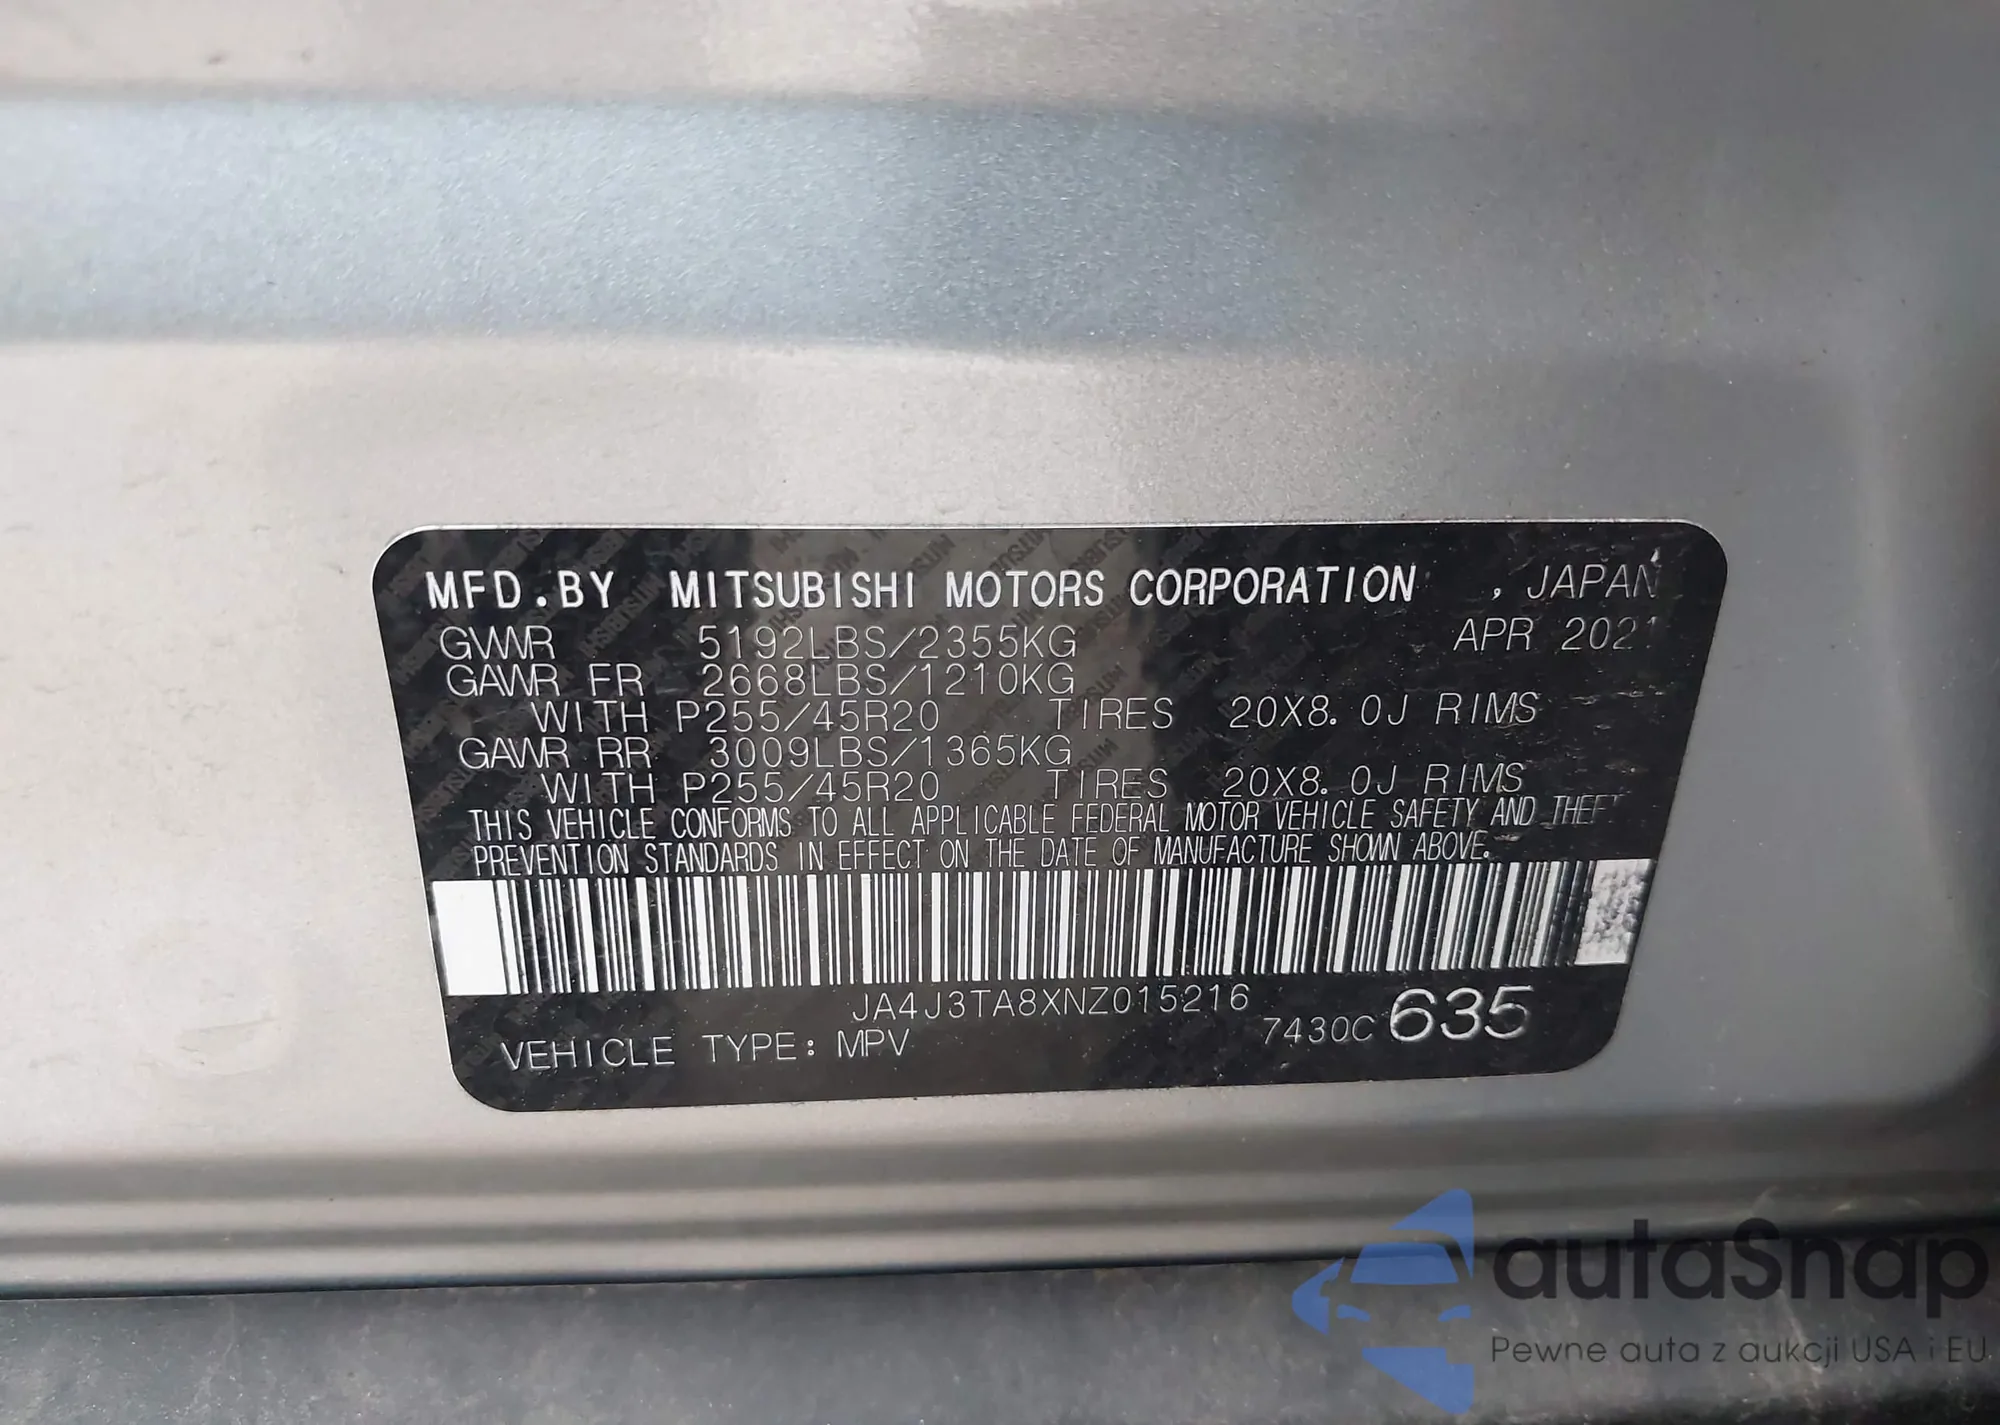 MFD.BY MITSUBISHI MOTORS CORPORATION , JAPAN
GVWR 5192LBS/2355KG APR 2021
GAWR FR 2668LBS/1210KG
WITH P255/45R20 TIRES 20X8.0J RIMS
GAWR RR 3009LBS/1365KG
WITH P255/45R20 TIRES 20X8.0J RIMS
THIS VEHICLE CONFORMS TO ALL APPLICABLE FEDERAL MOTOR VEHICLE SAFETY AND THEFT
PREVENTION STANDARDS IN EFFECT ON THE DATE OF MANUFACTURE SHOWN ABOVE.
JA4J3TA8XNZ015216
VEHICLE TYPE: MPV 7430C 635
autaSnap
Pewne auta z aukcji USA i EU